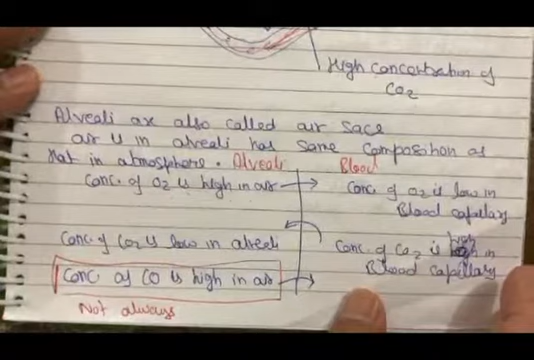 High Concentration of
CO2
Alveoli are also called air sacs
air is in alveoli has same composition as
that in atmosphere. Alveoli Blood
Conc. of O2 is high in air
Conc of O2 is low in
Blood capillary
Conc of CO2 is low in alveoli
Conc. of CO2 is high in
Blood capillary
Conc of CO is high in air
Not always